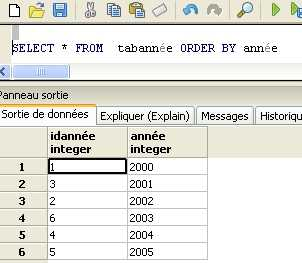 SELECT * FROM tabannée ORDER BY année
Panneau sortie
Sortie de données Expliquer (Explain) Messages Historiqu
idannée integer année integer
1 1 2000
2 3 2001
3 2 2002
4 6 2003
5 4 2004
6 5 2005